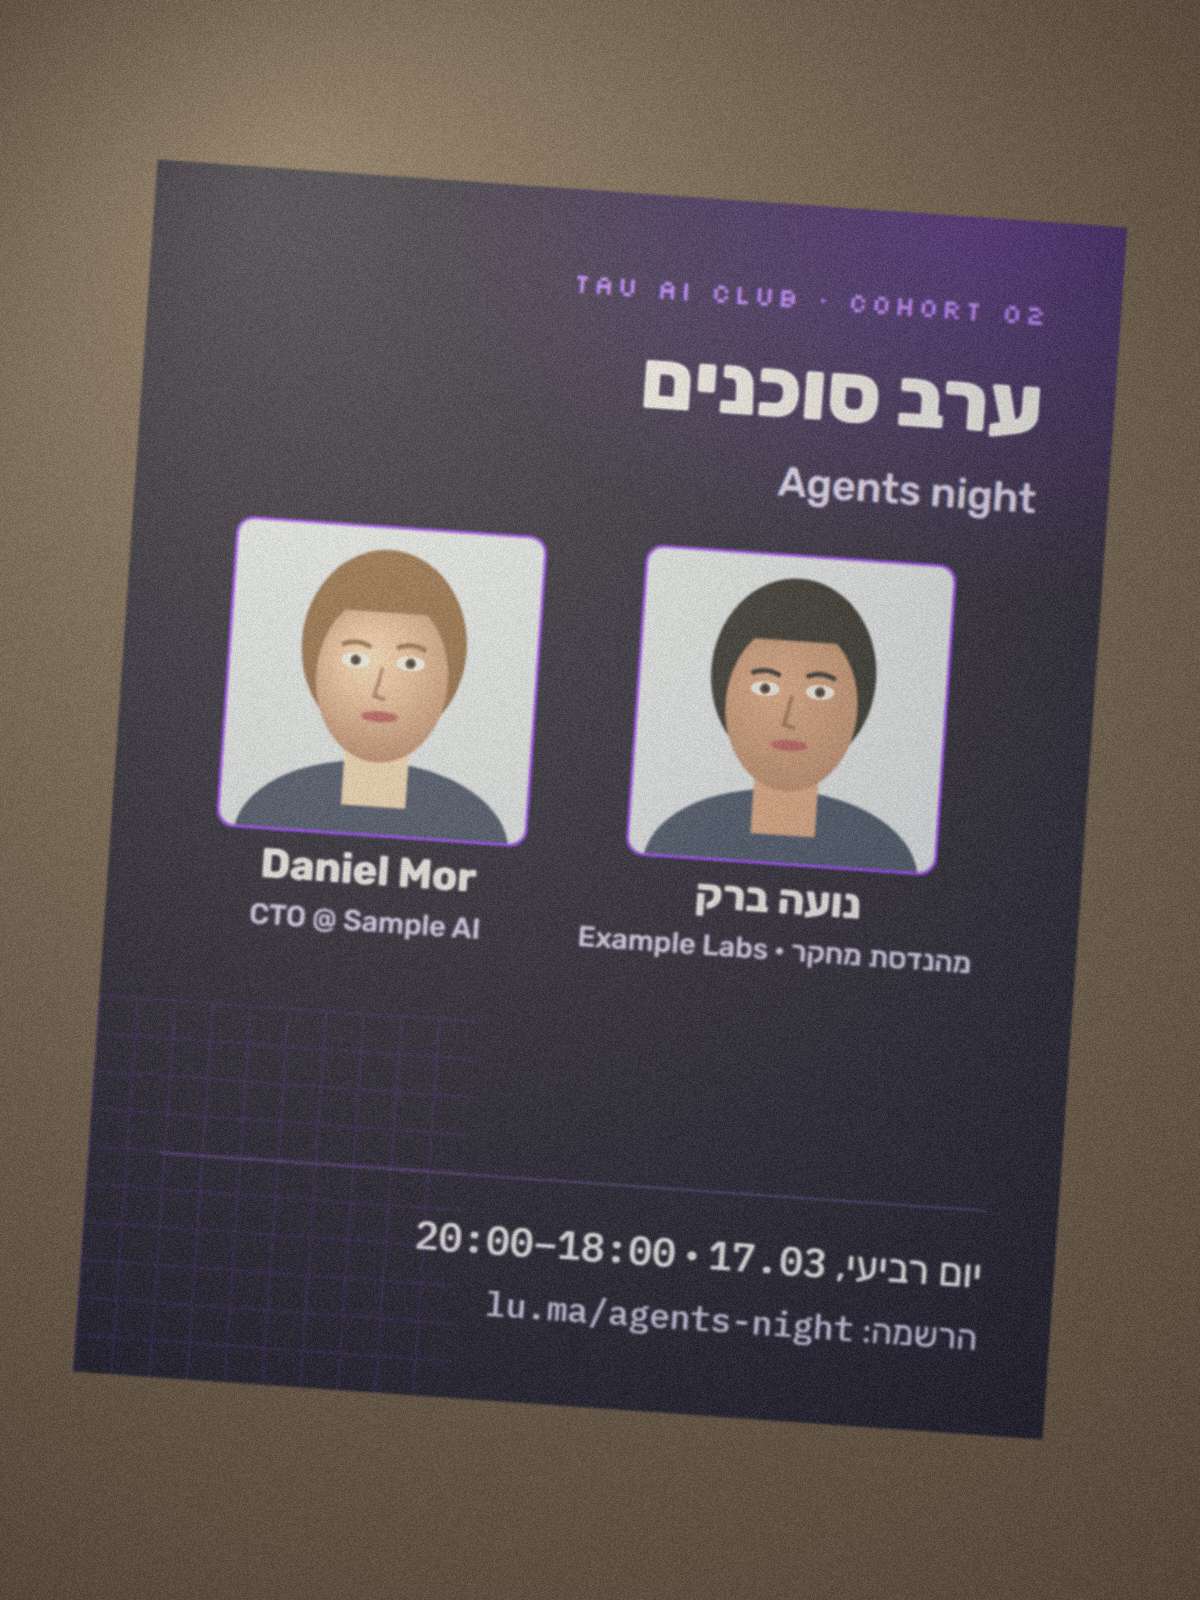 TAU AI CLUB · COHORT 02
ערב סוכנים
Agents night
נועה ברק
מהנדסת מחקר • Example Labs
Daniel Mor
CTO @ Sample AI
יום רביעי, 17.03 • 18:00–20:00
הרשמה: lu.ma/agents-night